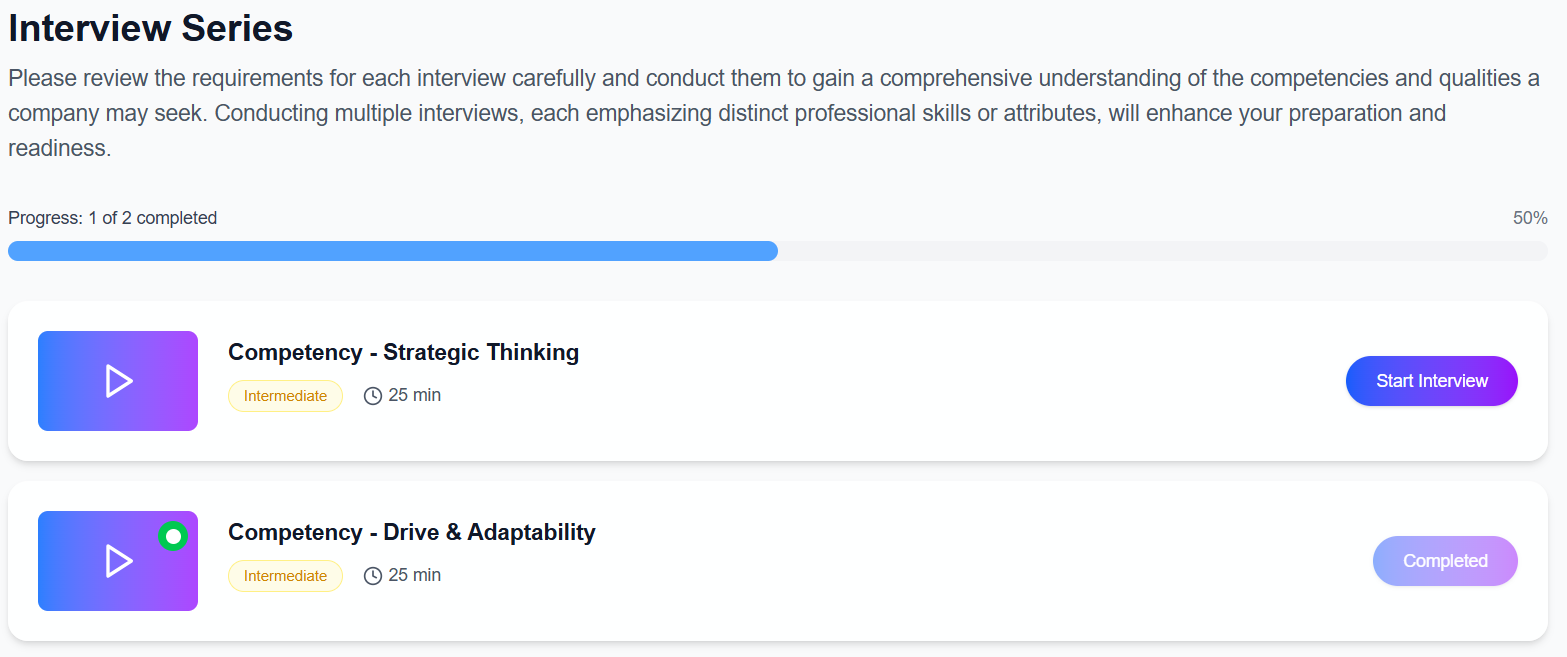 Interview Series
Please review the requirements for each interview carefully and conduct them to gain a comprehensive understanding of the competencies and qualities a
company may seek. Conducting multiple interviews, each emphasizing distinct professional skills or attributes, will enhance your preparation and
readiness.
Progress: 1 of 2 completed
50%
Competency - Strategic Thinking
Intermediate
25 min
Start Interview
Competency - Drive & Adaptability
Intermediate
25 min
Completed